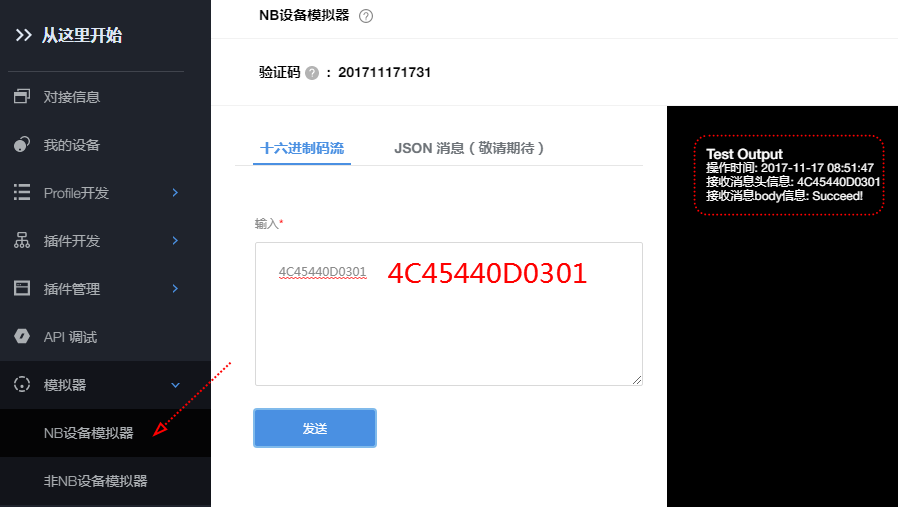 从这里开始
对接信息
我的设备
Profile开发
插件开发
插件管理
API 调试
模拟器
NB设备模拟器
非NB设备模拟器
NB设备模拟器 ?
验证码 ? ： 201711171731
十六进制码流 JSON 消息 ( 敬请期待 )
输入*
4C45440D0301 4C45440D0301
发送
Test Output
操作时间: 2017-11-17 08:51:47
接收消息头信息: 4C45440D0301
接收消息body信息: Succeed!